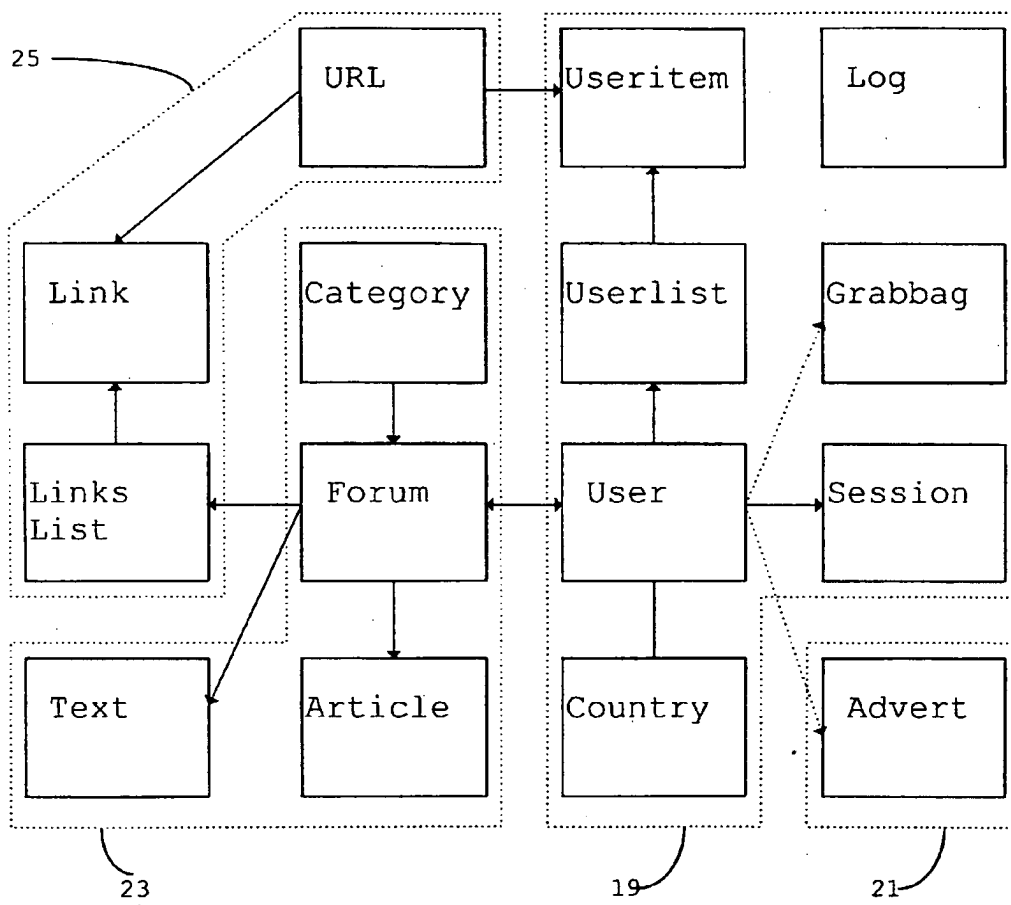 25
URL
Useritem
Log
Link
Category
Userlist
Grabbag
Links
List
Forum
User
Session
Text
Article
Country
Advert
23
19
21